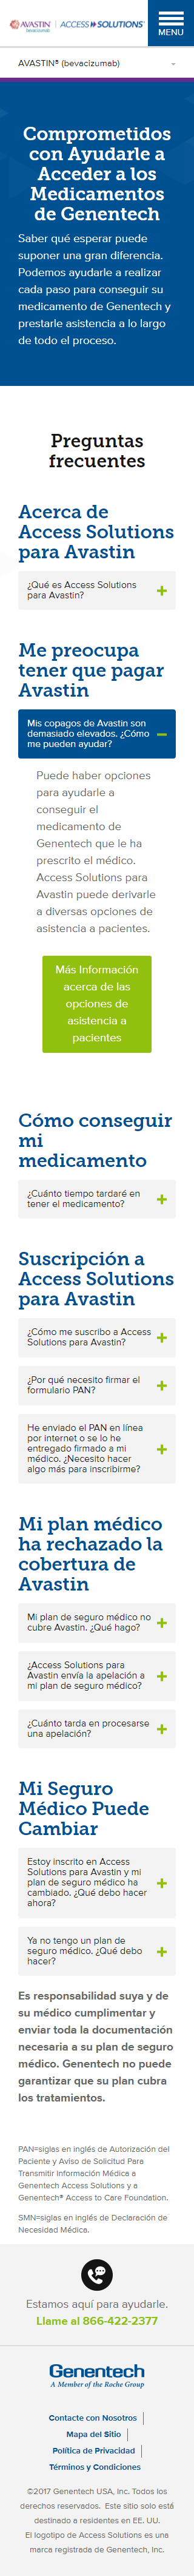 AVASTIN bevacizumab | ACCESS SOLUTIONS®
MENU
AVASTIN® (bevacizumab)
Comprometidos
con Ayudarle a
Acceder a los
Medicamentos
de Genentech
Saber qué esperar puede
suponer una gran diferencia.
Podemos ayudarle a realizar
cada paso para conseguir su
medicamento de Genentech y
prestarle asistencia a lo largo
de todo el proceso.
Preguntas
frecuentes
Acerca de
Access Solutions
para Avastin
¿Qué es Access Solutions
para Avastin?
Me preocupa
tener que pagar
Avastin
Mis copagos de Avastin son
demasiado elevados. ¿Cómo
me pueden ayudar?
Puede haber opciones
para ayudarle a
conseguir el
medicamento de
Genentech que le ha
prescrito el médico.
Access Solutions para
Avastin puede derivarle
a diversas opciones de
asistencia a pacientes.
Más Información
acerca de las
opciones de
asistencia a
pacientes
Cómo conseguir
mi
medicamento
¿Cuánto tiempo tardaré en
tener el medicamento?
Suscripción a
Access Solutions
para Avastin
¿Cómo me suscribo a Access
Solutions para Avastin?
¿Por qué necesito firmar el
formulario PAN?
He enviado el PAN en línea
por internet o se lo he
entregado firmado a mi
médico. ¿Necesito hacer
algo más para inscribirme?
Mi plan médico
ha rechazado la
cobertura de
Avastin
Mi plan de seguro médico no
cubre Avastin. ¿Qué hago?
¿Access Solutions para
Avastin envía la apelación a
mi plan de seguro médico?
¿Cuánto tarda en procesarse
una apelación?
Mi Seguro
Médico Puede
Cambiar
Estoy inscrito en Access
Solutions para Avastin y mi
plan de seguro médico ha
cambiado. ¿Qué debo hacer
ahora?
Ya no tengo un plan de
seguro médico. ¿Qué debo
hacer?
Es responsabilidad suya y de
su médico cumplimentar y
enviar toda la documentación
necesaria a su plan de seguro
médico. Genentech no puede
garantizar que su plan cubra
los tratamientos.
PAN=siglas en inglés de Autorización del
Paciente y Aviso de Solicitud Para
Transmitir Información Médica a
Genentech Access Solutions y a
Genentech® Access to Care Foundation.
SMN=siglas en inglés de Declaración de
Necesidad Médica.
Estamos aquí para ayudarle.
Llame al 866-422-2377
Genentech
A Member of the Roche Group
Contacte con Nosotros
Mapa del Sitio
Política de Privacidad
Términos y Condiciones
©2017 Genentech USA, Inc. Todos los
derechos reservados. Este sitio solo está
destinado a residentes en EE. UU.
El logotipo de Access Solutions es una
marca registrada de Genentech, Inc.